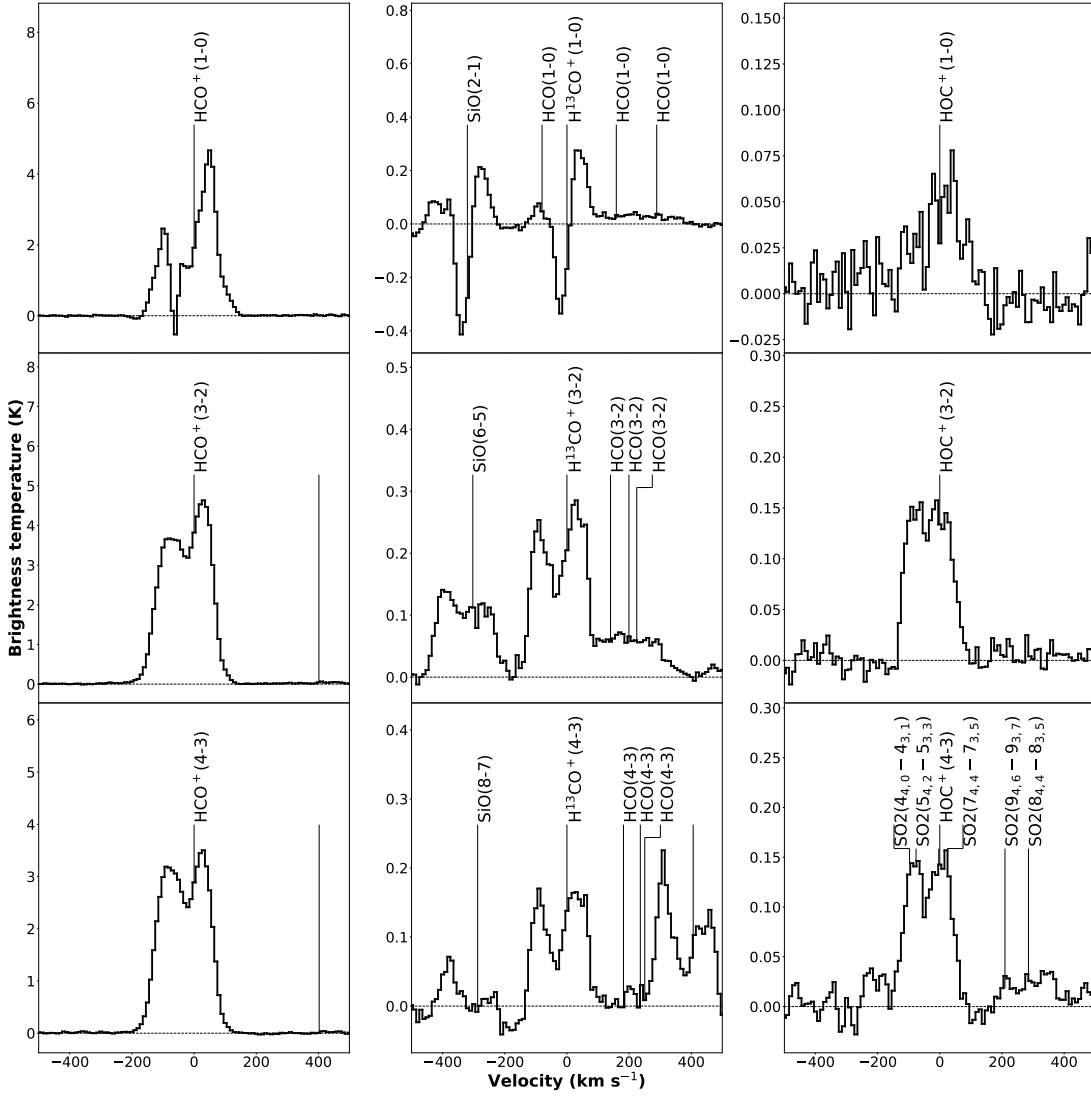 8
6
4
2
0
HCO+ (1-0)
0.8
0.6
0.4
0.2
0.0
−0.2
−0.4
SiO(2-1)
HCO(1-0)
H13CO+ (1-0)
HCO(1-0)
HCO(1-0)
0.150
0.125
0.100
0.075
0.050
0.025
0.000
−0.025
HOC+ (1-0)
Brightness temperature (K)
8
7
6
5
4
3
2
1
0
HCO+ (3-2)
0.5
0.4
0.3
0.2
0.1
0.0
SiO(6-5)
H13CO+ (3-2)
HCO(3-2)
HCO(3-2)
HCO(3-2)
0.30
0.25
0.20
0.15
0.10
0.05
0.00
HOC+ (3-2)
6
5
4
3
2
1
0
HCO+ (4-3)
−400
−200
0
200
400
0.4
0.3
0.2
0.1
0.0
SiO(8-7)
H13CO+ (4-3)
HCO(4-3)
HCO(4-3)
HCO(4-3)
−400
−200
0
200
400
0.30
0.25
0.20
0.15
0.10
0.05
0.00
SO2(44,0 − 43,1)
SO2(54,2 − 53,3)
HOC+ (4-3)
SO2(74,4 − 73,5)
SO2(94,6 − 93,7)
SO2(84,4 − 83,5)
−400
−200
0
200
400
Velocity (km s−1)